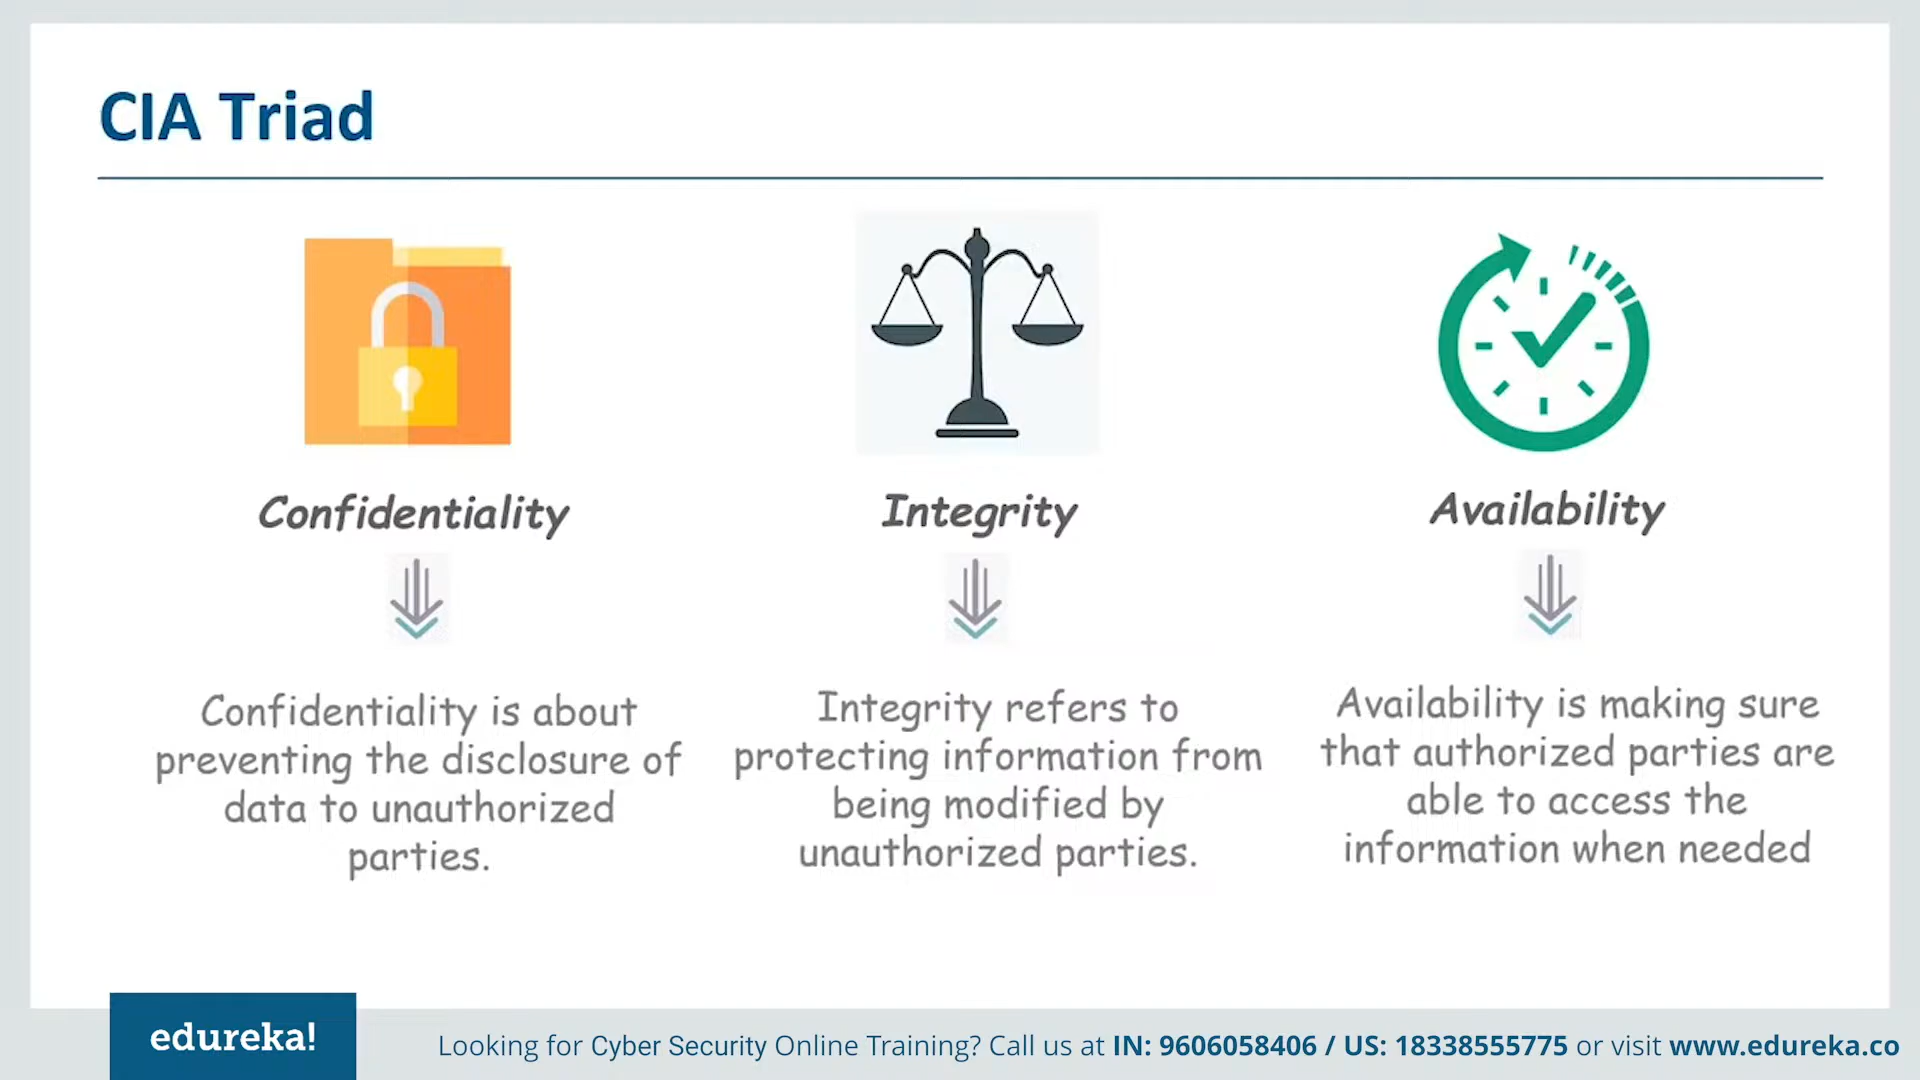 CIA Triad
Confidentiality
Integrity
Availability
Confidentiality is about
preventing the disclosure of
data to unauthorized
parties.
Integrity refers to
protecting information from
being modified by
unauthorized parties.
Availability is making sure
that authorized parties are
able to access the
information when needed
edureka!
Looking for Cyber Security Online Training? Call us at IN: 9606058406 / US: 18338555775 or visit www.edureka.co